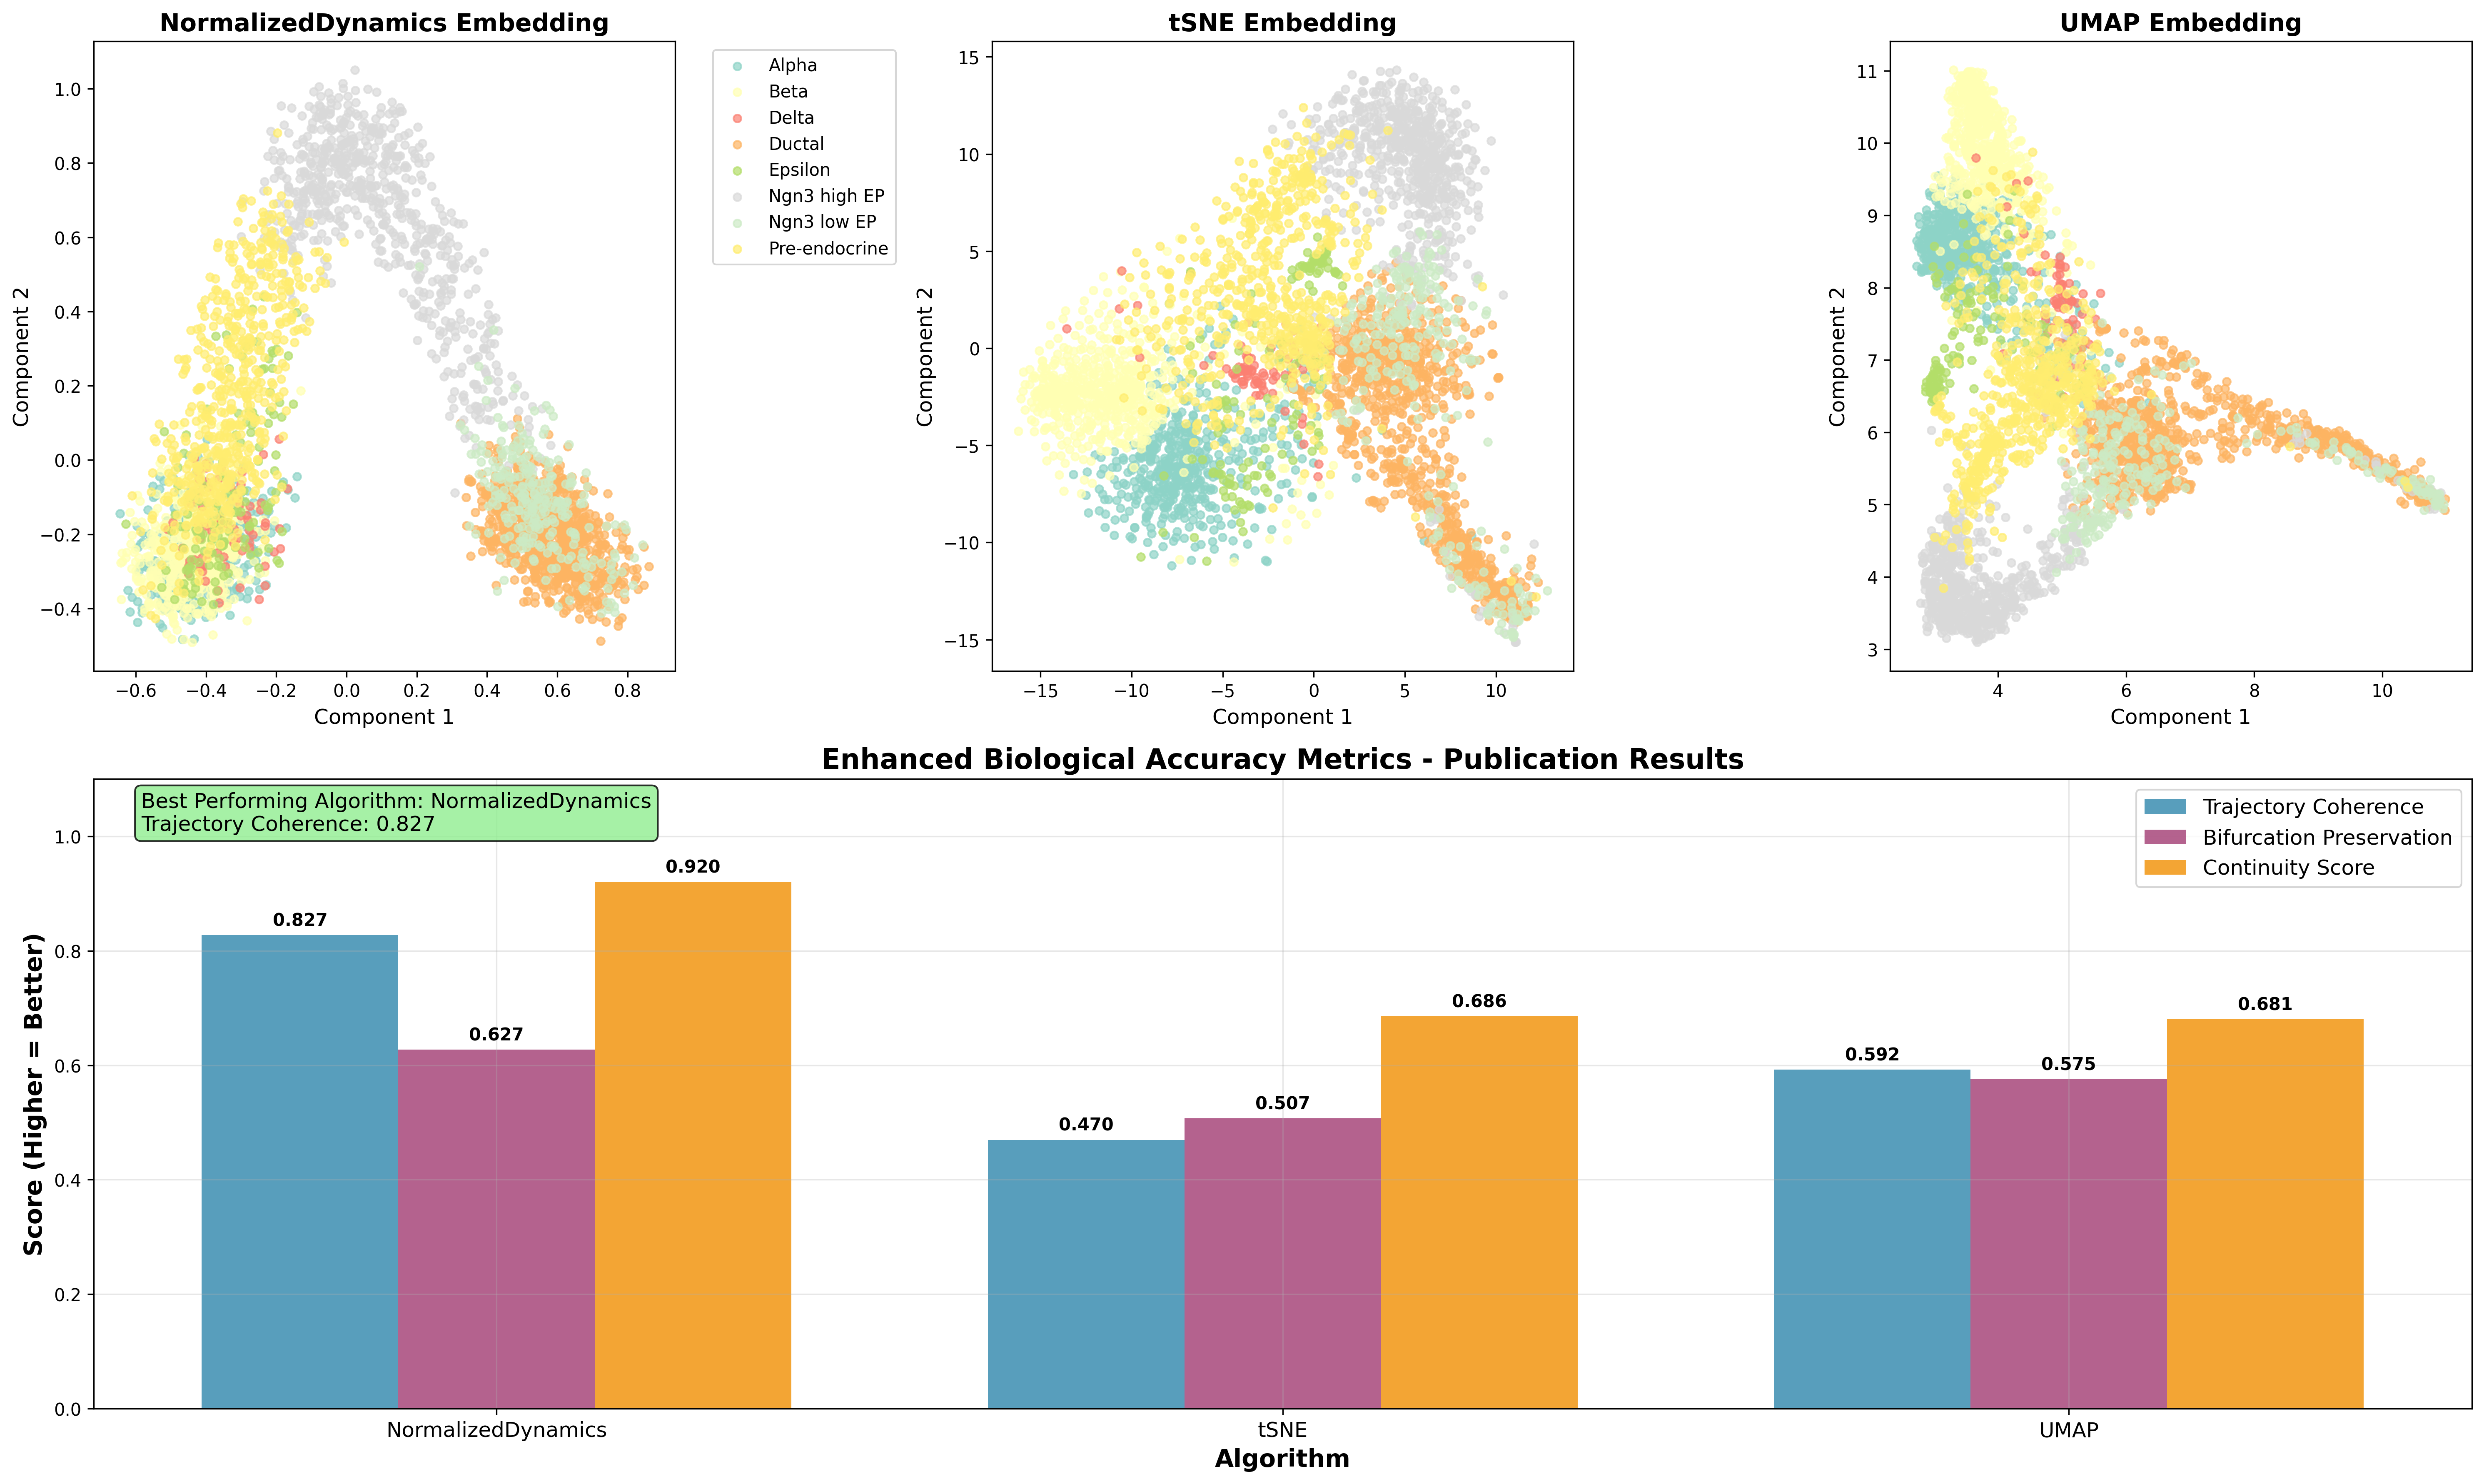 NormalizedDynamics Embedding
Component 2
1.0
0.8
0.6
0.4
0.2
0.0
−0.2
−0.4
−0.6
−0.4
−0.2
0.0
0.2
0.4
0.6
0.8
Component 1
Alpha
Beta
Delta
Ductal
Epsilon
Ngn3 high EP
Ngn3 low EP
Pre-endocrine
tSNE Embedding
Component 2
15
10
5
0
−5
−10
−15
−15
−10
−5
0
5
10
Component 1
UMAP Embedding
Component 2
11
10
9
8
7
6
5
4
3
4
6
8
10
Component 1
Enhanced Biological Accuracy Metrics - Publication Results
Best Performing Algorithm: NormalizedDynamics
Trajectory Coherence: 0.827
Trajectory Coherence
Bifurcation Preservation
Continuity Score
Score (Higher = Better)
1.0
0.8
0.6
0.4
0.2
0.0
0.827
0.627
0.920
0.470
0.507
0.686
0.592
0.575
0.681
NormalizedDynamics
tSNE
UMAP
Algorithm